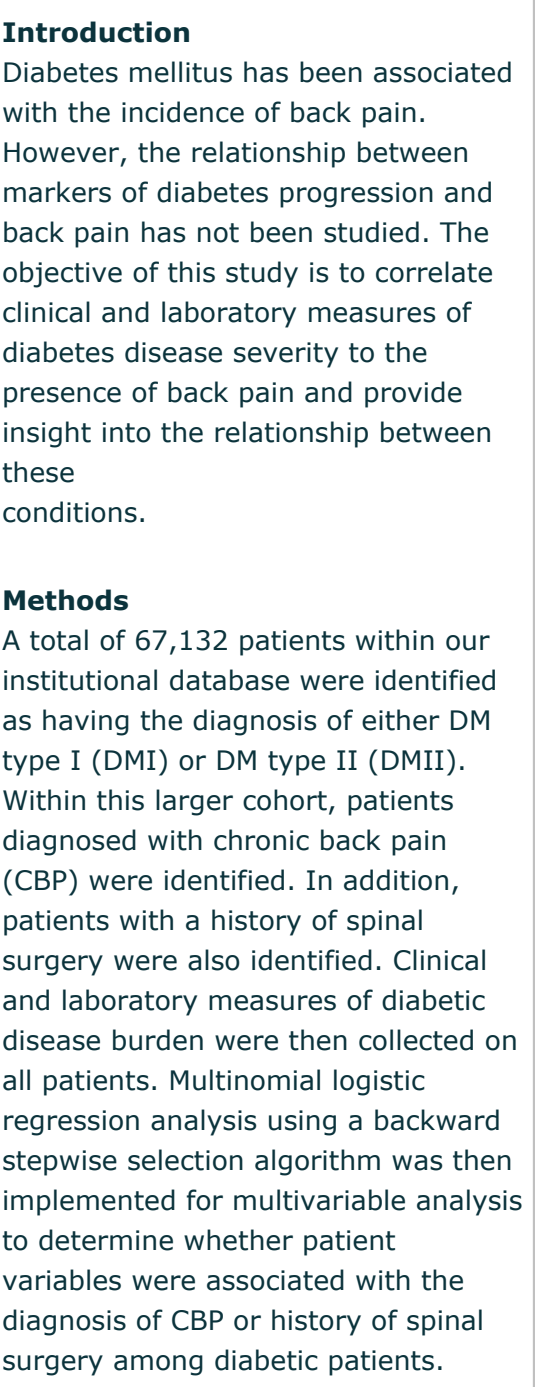 Introduction
Diabetes mellitus has been associated
with the incidence of back pain.
However, the relationship between
markers of diabetes progression and
back pain has not been studied. The
objective of this study is to correlate
clinical and laboratory measures of
diabetes disease severity to the
presence of back pain and provide
insight into the relationship between
these
conditions.
Methods
A total of 67,132 patients within our
institutional database were identified
as having the diagnosis of either DM
type I (DMI) or DM type II (DMII).
Within this larger cohort, patients
diagnosed with chronic back pain
(CBP) were identified. In addition,
patients with a history of spinal
surgery were also identified. Clinical
and laboratory measures of diabetic
disease burden were then collected on
all patients. Multinomial logistic
regression analysis using a backward
stepwise selection algorithm was then
implemented for multivariable analysis
to determine whether patient
variables were associated with the
diagnosis of CBP or history of spinal
surgery among diabetic patients.